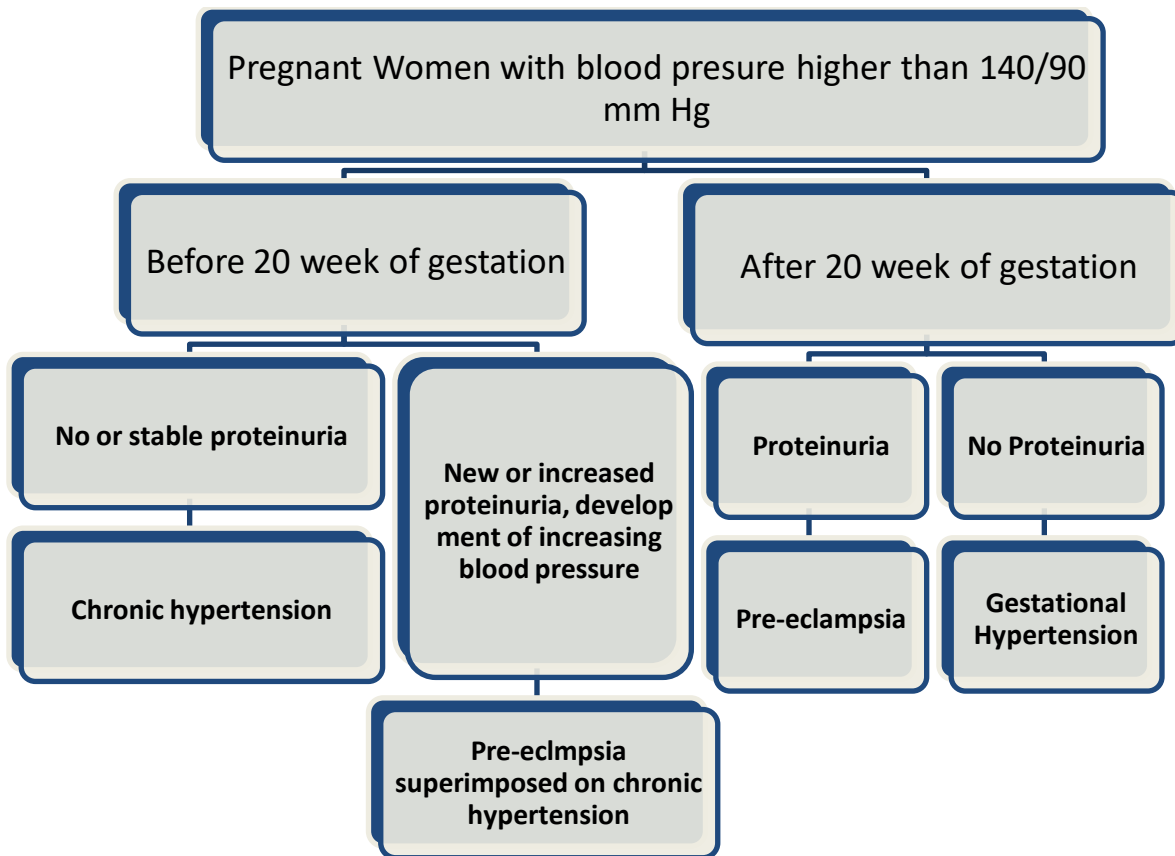 Pregnant Women with blood presure higher than 140/90
mm Hg
Before 20 week of gestation
After 20 week of gestation
No or stable proteinuria
New or increased
proteinuria, develop
ment of increasing
blood pressure
Proteinuria
No Proteinuria
Chronic hypertension
Pre-eclampsia
Gestational
Hypertension
Pre-eclmpsia
superimposed on chronic
hypertension